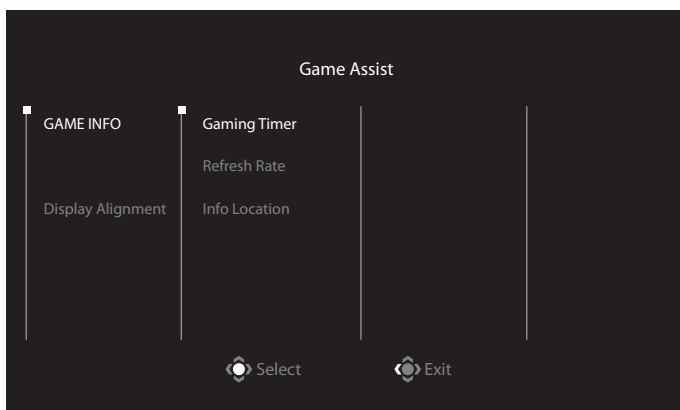 Game Assist
GAME INFO
Gaming Timer
Refresh Rate
Display Alignment
Info Location
Select
Exit